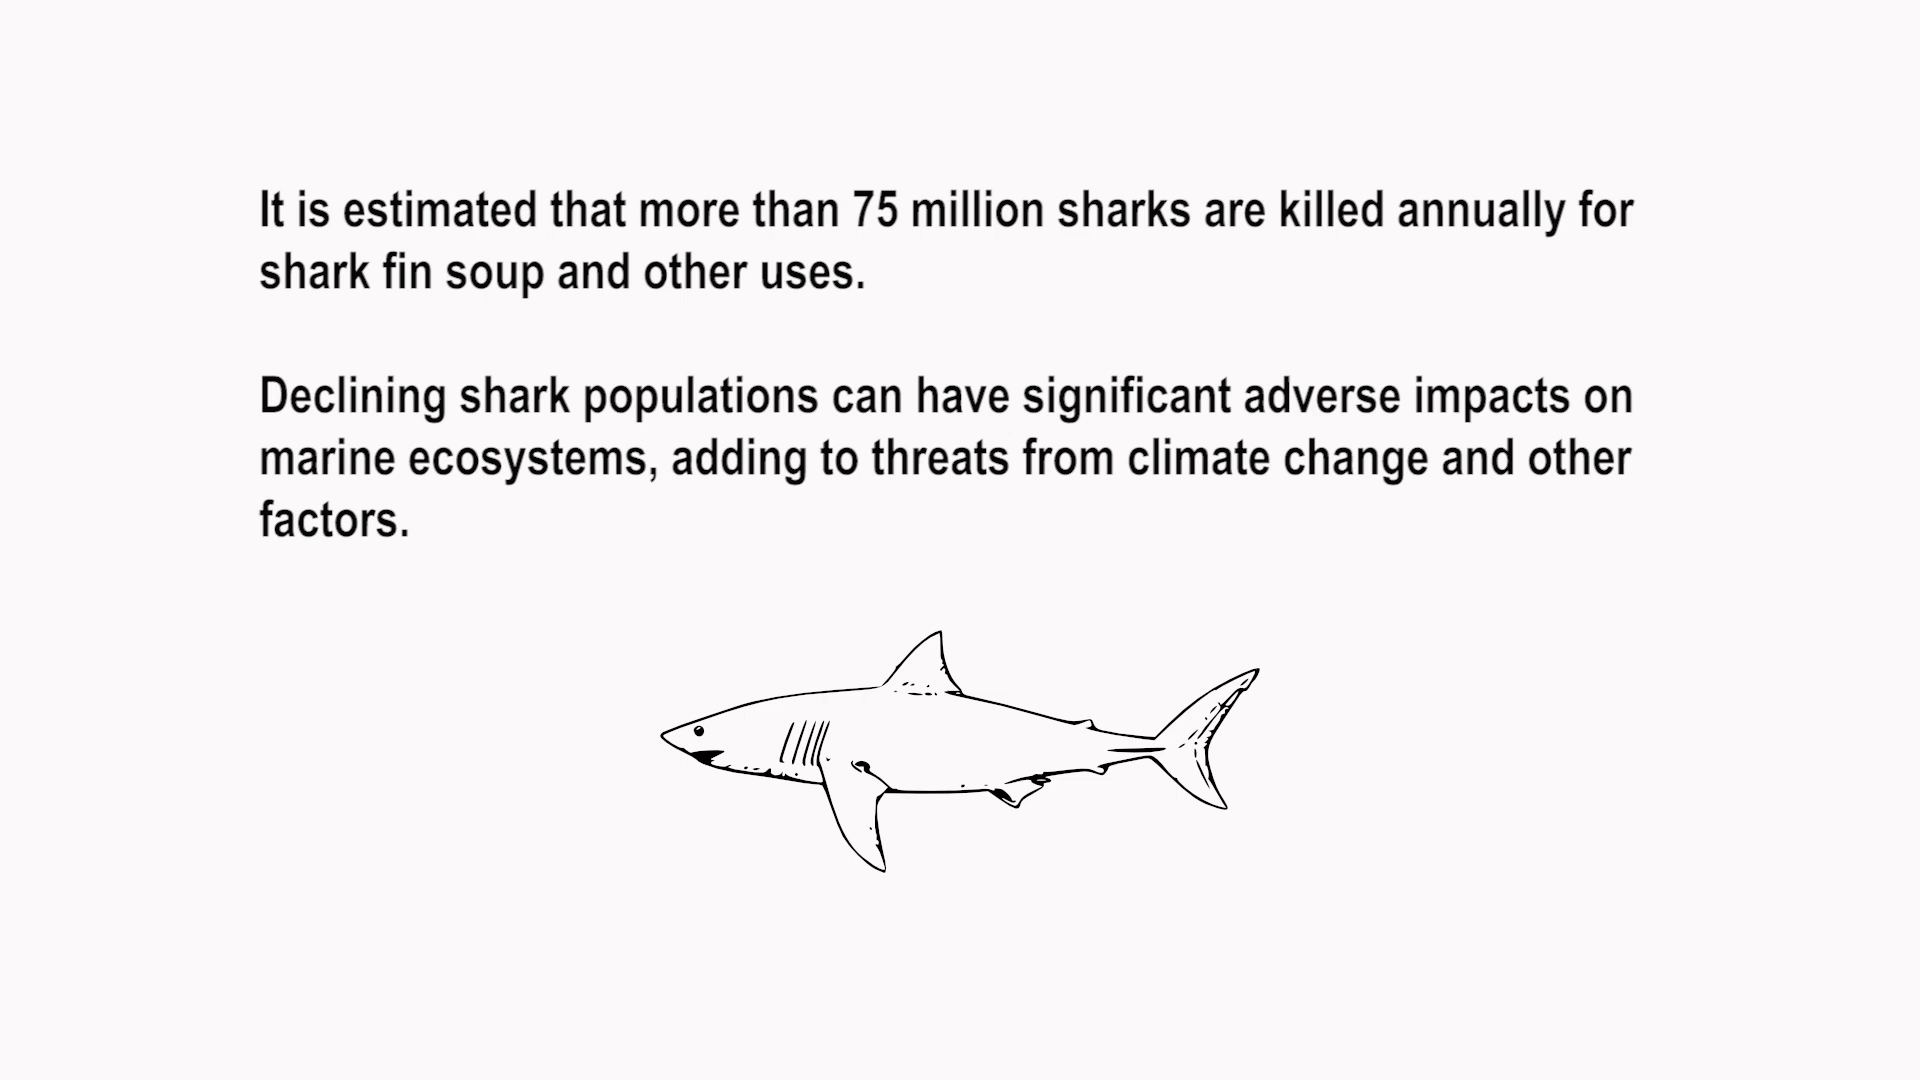 It is estimated that more than 75 million sharks are killed annually for
shark fin soup and other uses.
Declining shark populations can have significant adverse impacts on
marine ecosystems, adding to threats from climate change and other
factors.